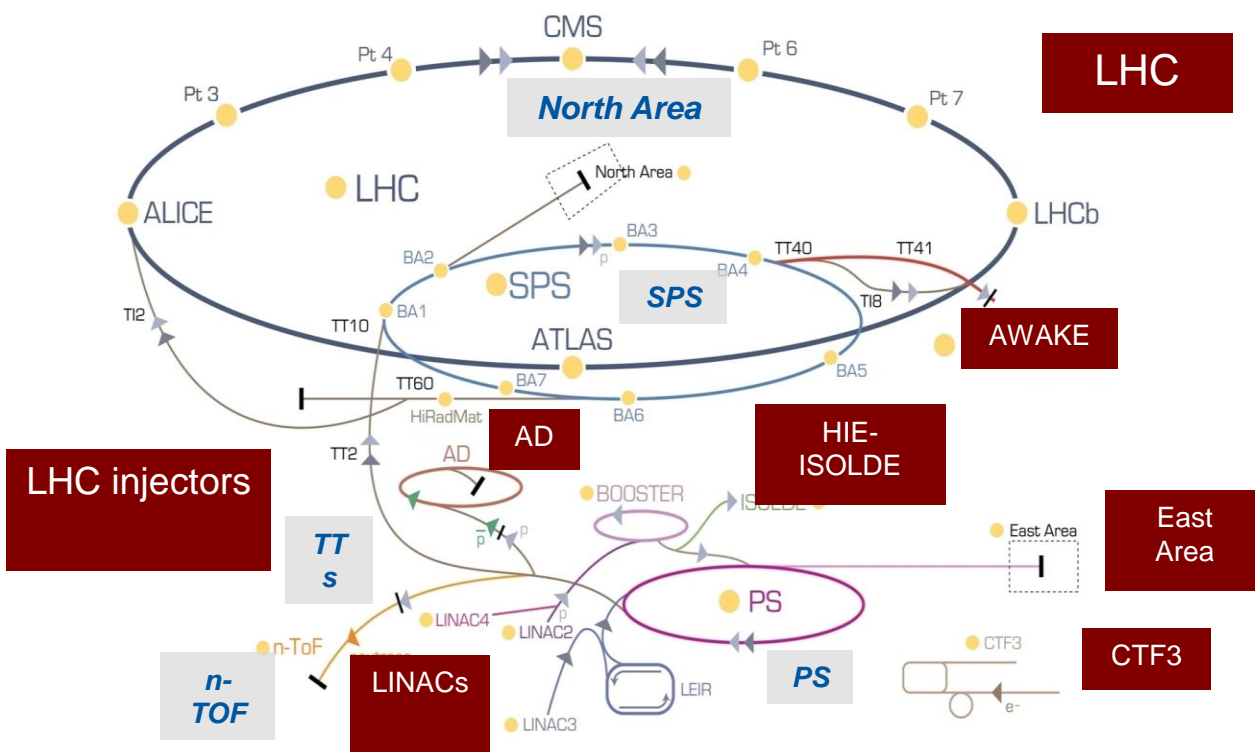 CMS
Pt 4
Pt 6
LHC
North Area
Pt 3
Pt 7
North Area
LHC
ALICE
LHCb
BA3
TT40
TT41
BA2
p
BA4
SPS
SPS
TI8
BA1
TI2
TT10
ATLAS
AWAKE
BA5
TT60
BA7
HiRadMat
BA6
AD
HIE-
ISOLDE
TT2
AD
LHC injectors
BOOSTER
ISOLDE
East
Area
East Area
p
p
TT
s
PS
LINAC4
p
LINAC2
n-ToF
CTF3
CTF3
n-
TOF
LINACs
PS
LEIR
e-
LINAC3